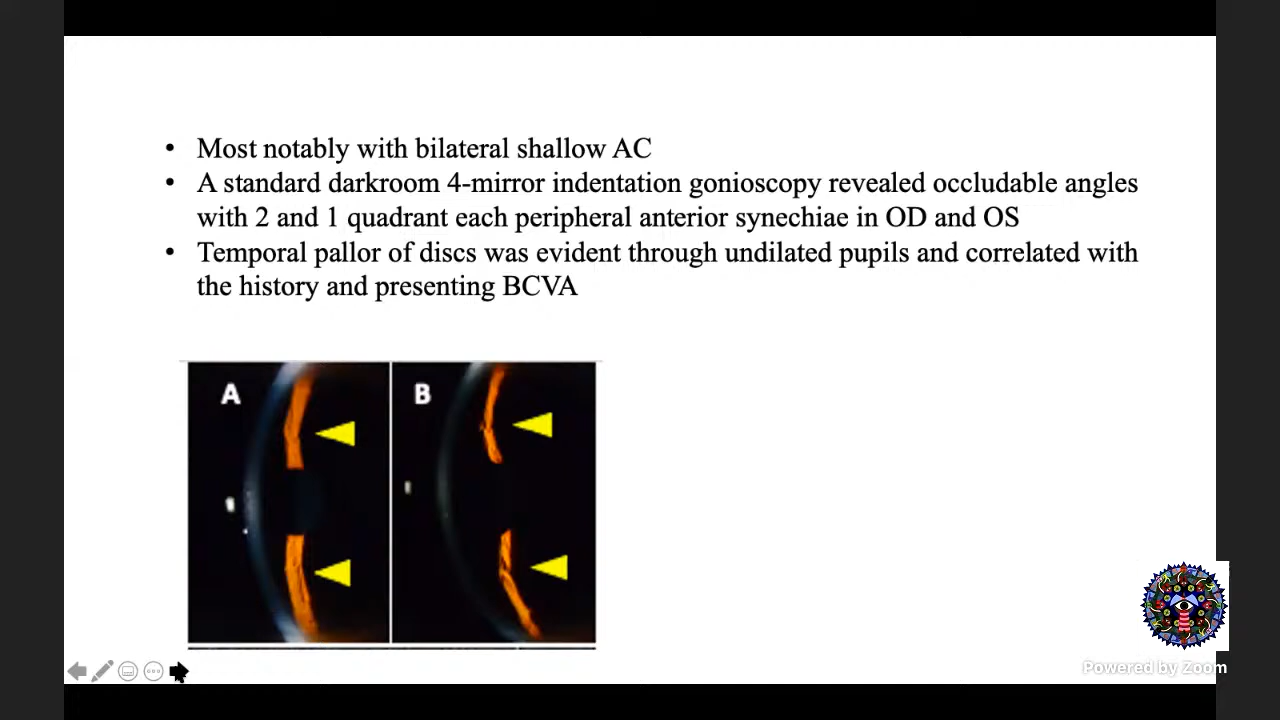 • Most notably with bilateral shallow AC
• A standard darkroom 4-mirror indentation gonioscopy revealed occludable angles
with 2 and 1 quadrant each peripheral anterior synechiae in OD and OS
• Temporal pallor of discs was evident through undilated pupils and correlated with
the history and presenting BCVA
A
B
Powered by Zoom